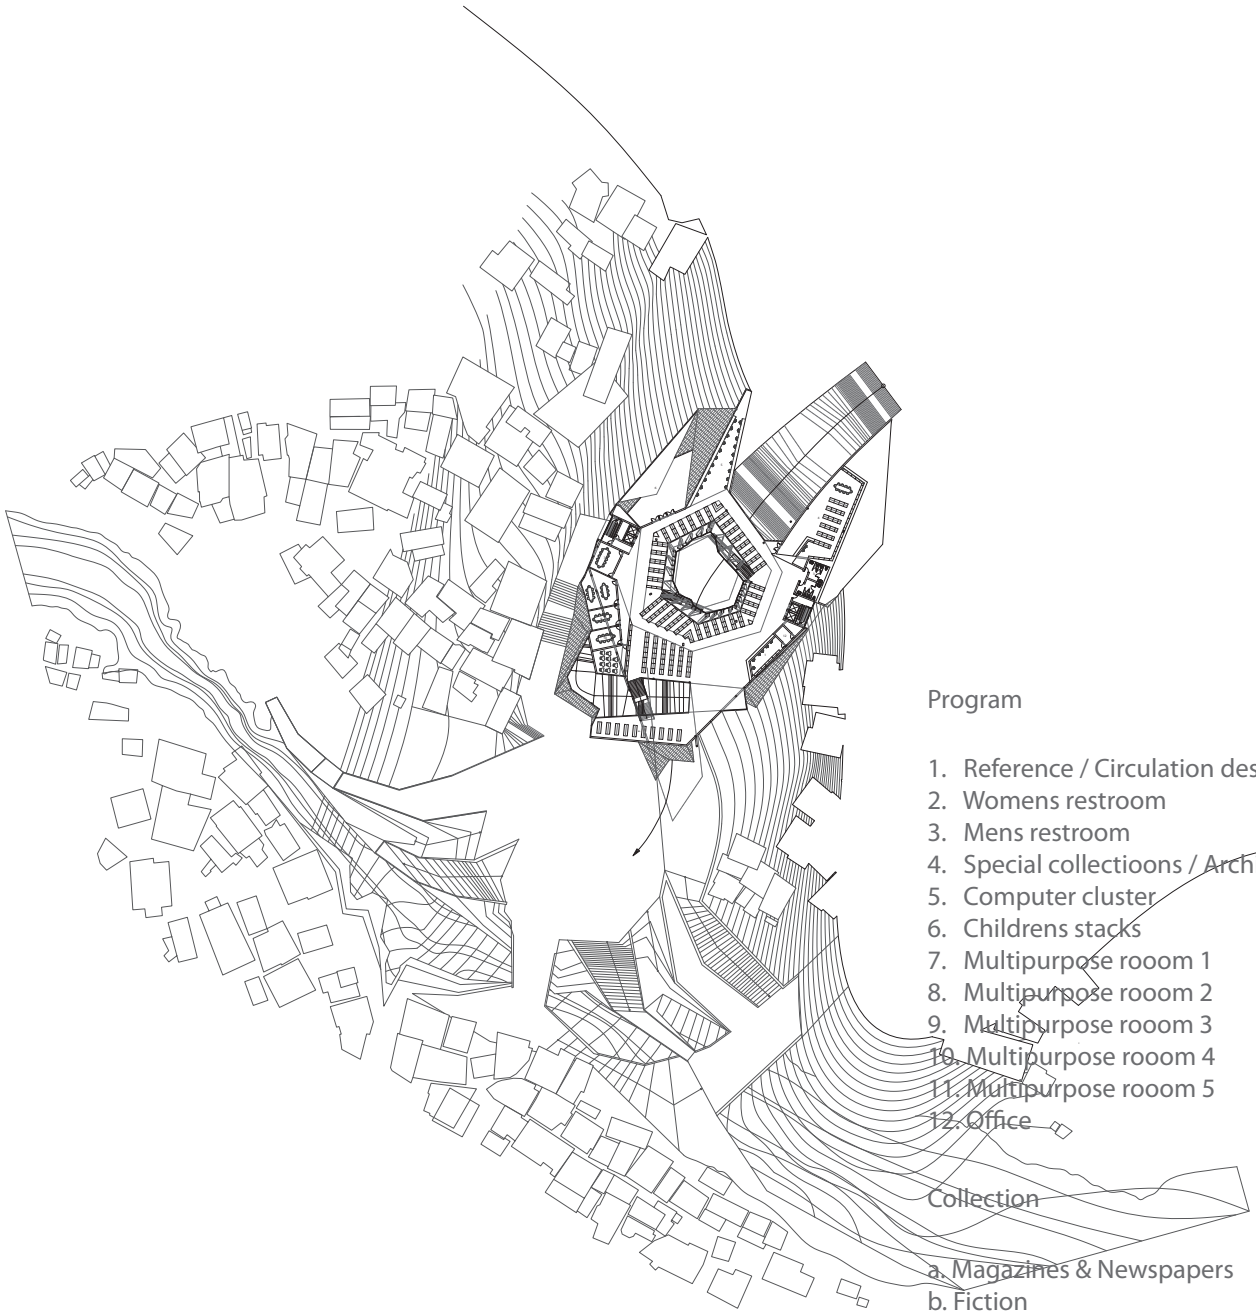 Program
1. Reference / Circulation des
2. Womens restroom
3. Mens restroom
4. Special collectioons / Arch
5. Computer cluster
6. Childrens stacks
7. Multipurpose rooom 1
8. Multipurpose rooom 2
9. Multipurpose rooom 3
10. Multipurpose rooom 4
11. Multipurpose rooom 5
12. Office
Collection
a. Magazines & Newspapers
b. Fiction